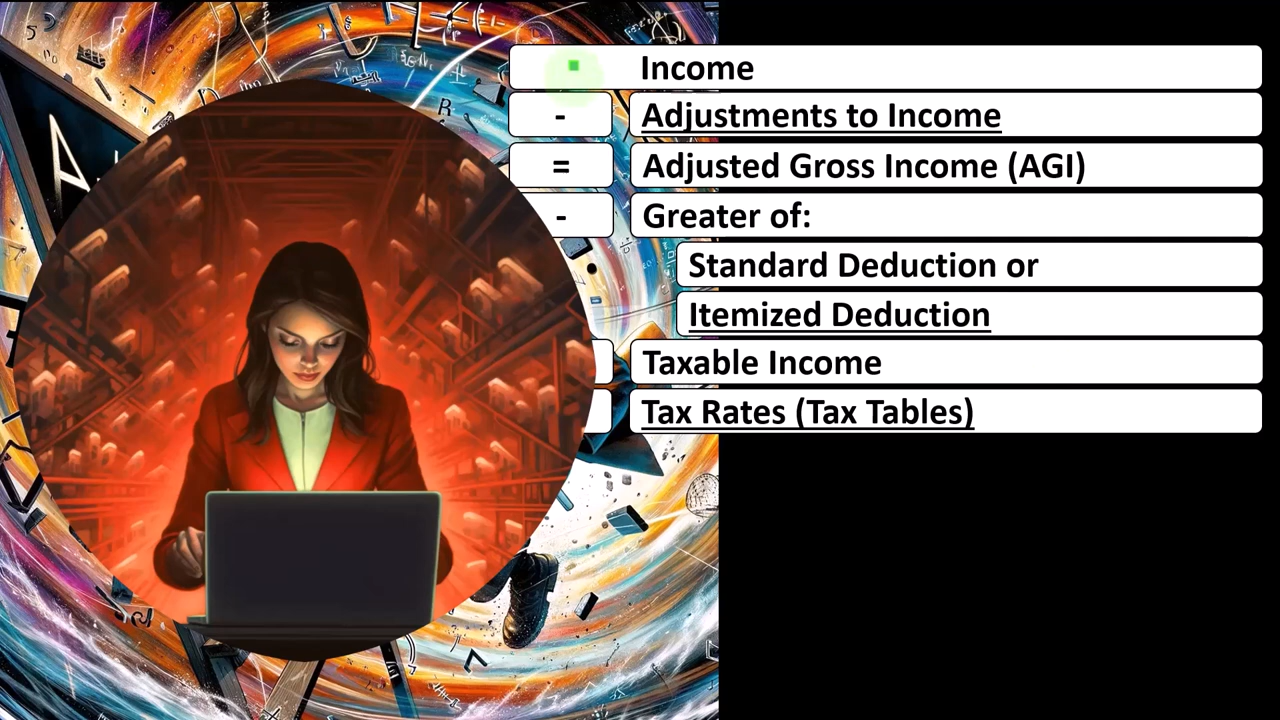 Income
- Adjustments to Income
= Adjusted Gross Income (AGI)
- Greater of:
Standard Deduction or
Itemized Deduction
Taxable Income
Tax Rates (Tax Tables)